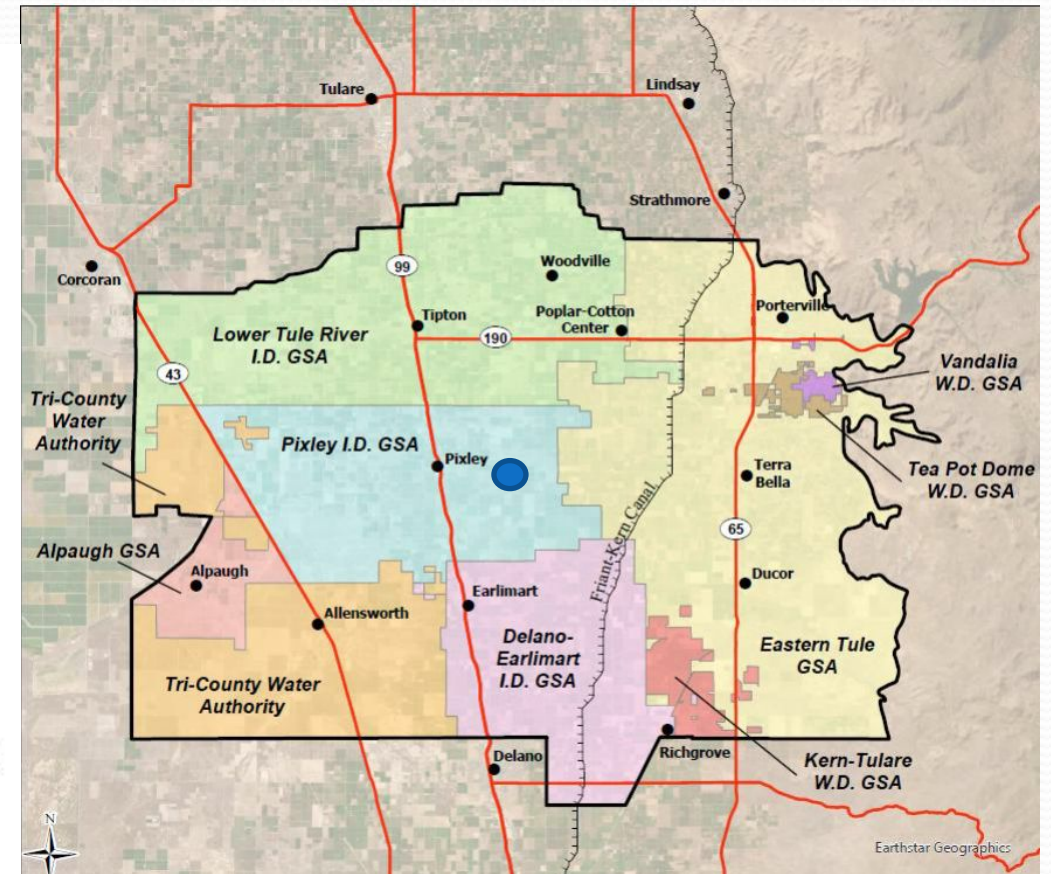 Tulare
Lindsay
Strathmore
Corcoran
99
Woodville
Tipton
Poplar-Cotton
Center
Porterville
190
Lower Tule River
I.D. GSA
43
Vandalia
W.D. GSA
Tri-County
Water
Authority
Pixley I.D. GSA
Pixley
Terra
Bella
Tea Pot Dome
W.D. GSA
Friant-Kern Canal
65
Alpaugh GSA
Alpaugh
Ducor
Earlimart
Allensworth
Delano-
Earlimart
I.D. GSA
Eastern Tule
GSA
Tri-County Water
Authority
Richgrove
Delano
Kern-Tulare
W.D. GSA
N
Earthstar Geographics